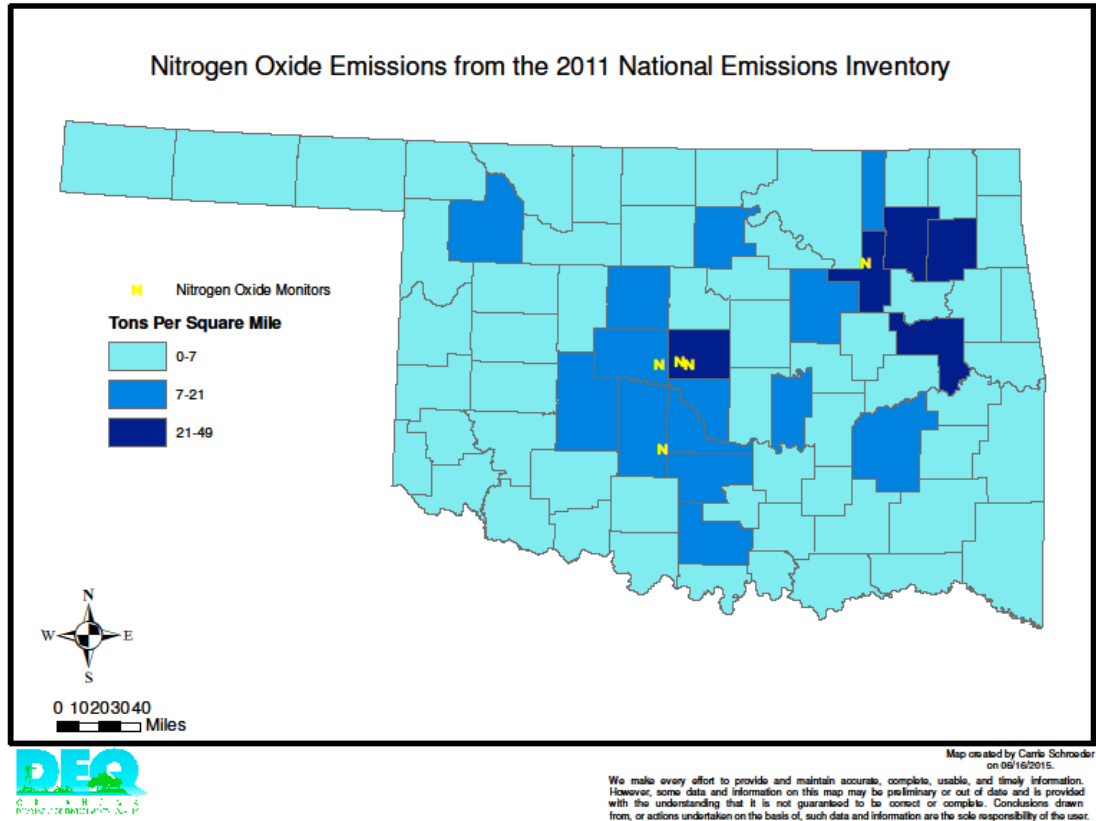 Nitrogen Oxide Emissions from the 2011 National Emissions Inventory
N
N
NN
N
N Nitrogen Oxide Monitors
Tons Per Square Mile
0-7
7-21
21-49
N
W E
S
0 10203040
Miles
DEQ
Map created by Carrie Schroeder
on 06/16/2015.
We make every effort to provide and maintain accurate, complete, usable, and timely information.
However, some data and information on this map may be preliminary or out of date and is provided
with the understanding that it is not guaranteed to be correct or complete. Conclusions drawn
from, or actions undertaken on the basis of, such data and information are the sole responsibility of the user.